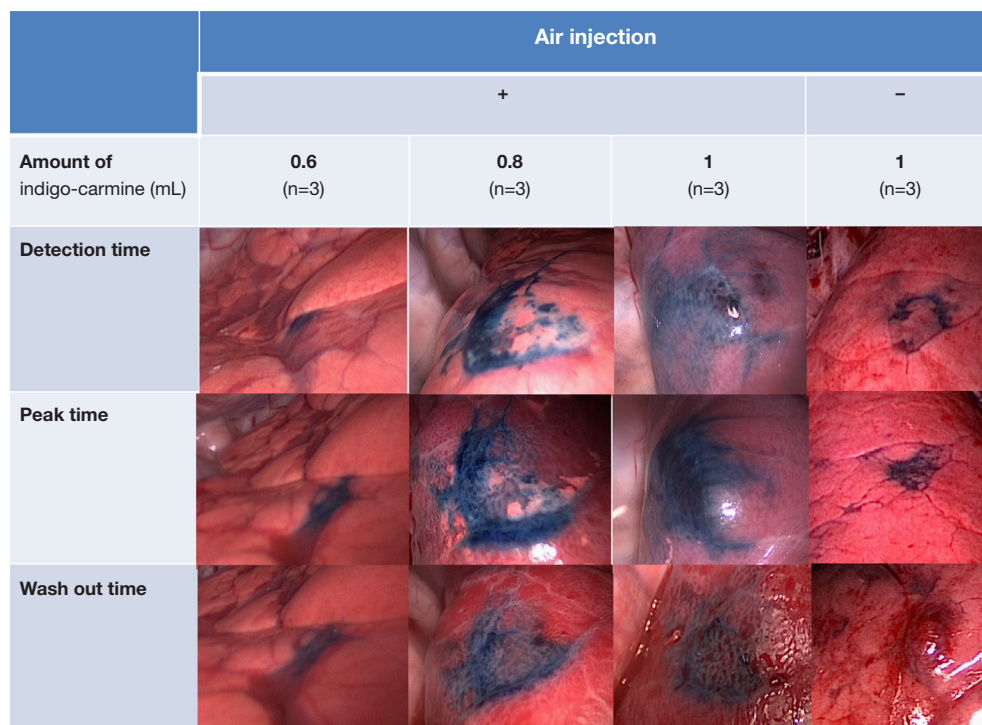 Air injection
+
−
Amount of
indigo-carmine (mL)
0.6
(n=3)
0.8
(n=3)
1
(n=3)
1
(n=3)
Detection time
Peak time
Wash out time